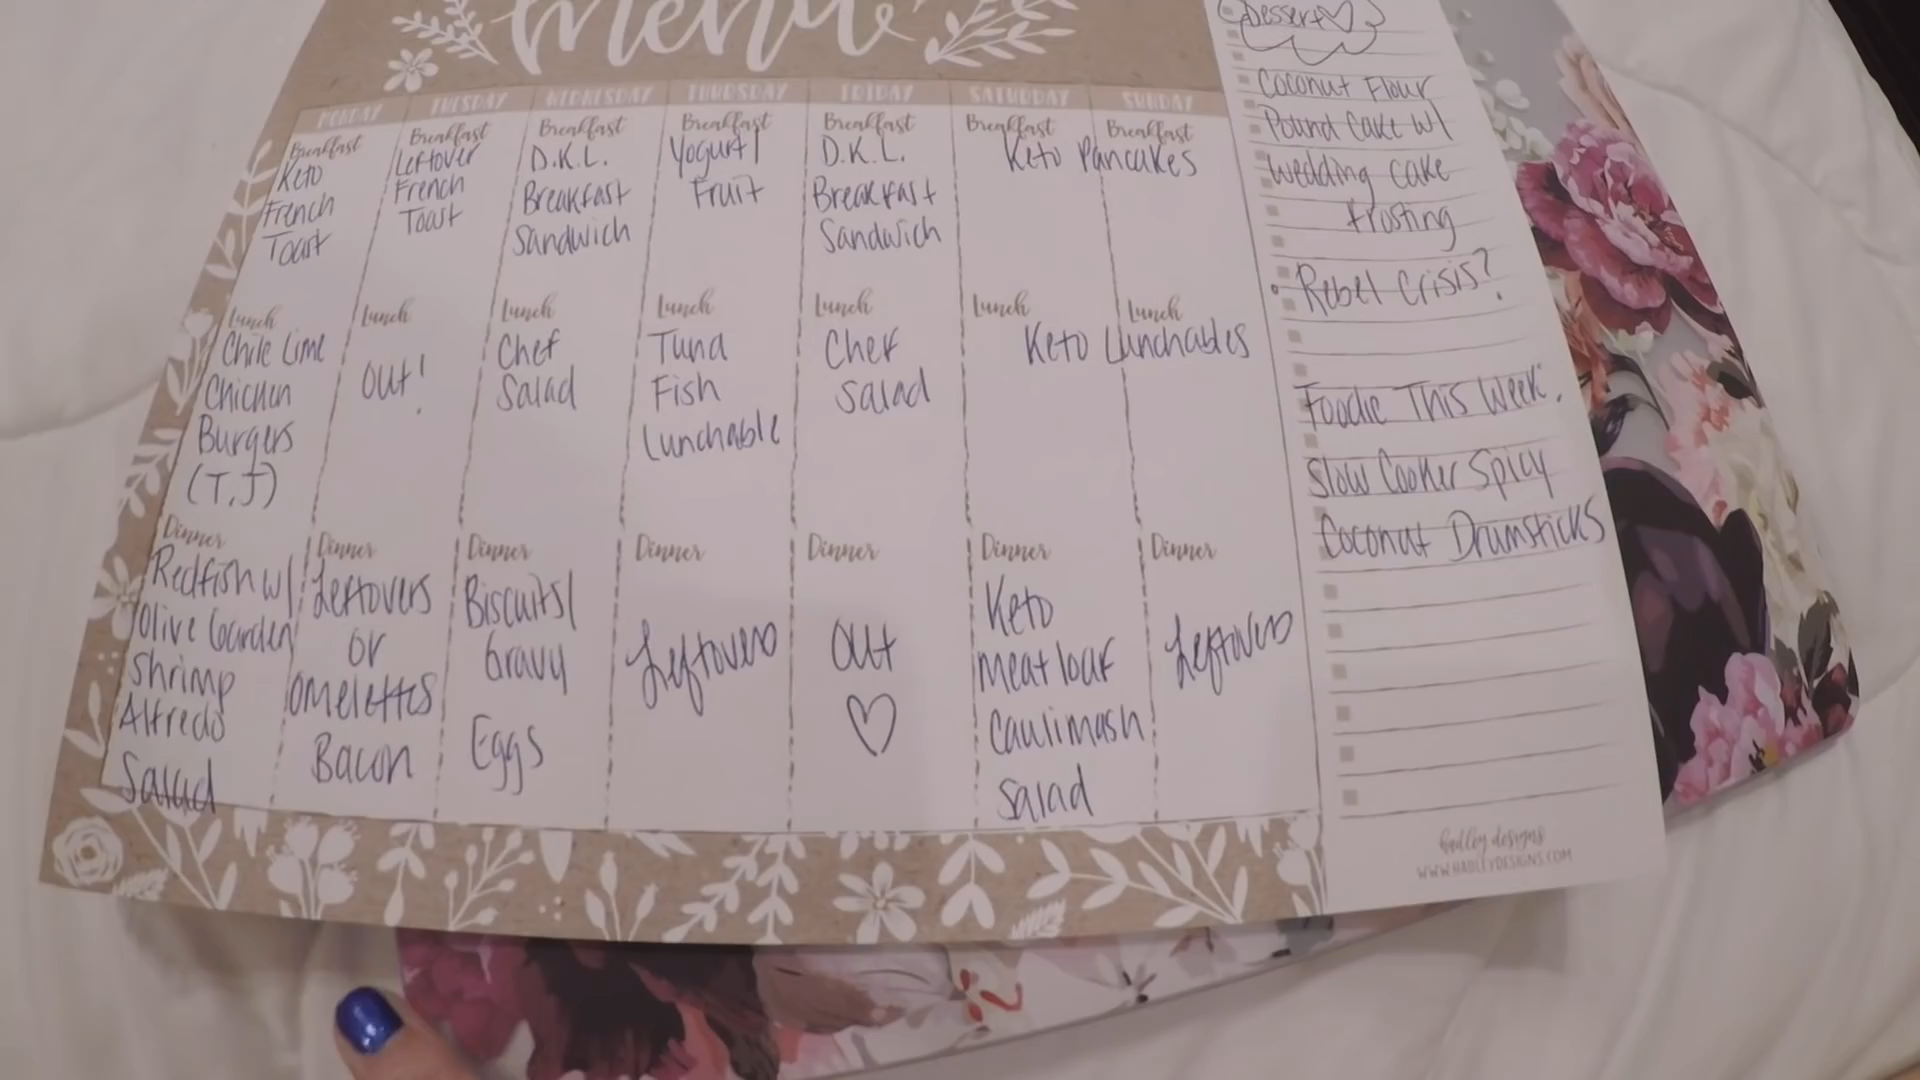 menu
MONDAY TUESDAY WEDNESDAY THURSDAY FRIDAY SATURDAY SUNDAY
Breakfast
Keto
French
Toast
Breakfast
Leftover
French
Toast
Breakfast
D.K.L.
Breakfast
Sandwich
Breakfast
Yogurt/
Fruit
Breakfast
D.K.L.
Breakfast
Sandwich
Breakfast Breakfast
Keto Pancakes
Lunch
Chile Lime
Chicken
Burgers
(T.J)
Lunch
Out!
Lunch
Chef
Salad
Lunch
Tuna
Fish
Lunchable
Lunch
Chef
Salad
Lunch Lunch
Keto Lunchables
Dinner
Redfish w/
Olive Garden
Shrimp
Alfredo
Salad
Dinner
Leftovers
or
Omelettes
Bacon
Dinner
Biscuits/
Gravy
Eggs
Dinner
Leftovers
Dinner
Out
Dinner
Keto
Meatloaf
Caulimash
Salad
Dinner
Leftovers
Dessert
Coconut Flour
Pound Cake w/
Wedding Cake
Frosting
Rebel Crisis?
Foodie This Week:
Slow Cooker Spicy
Coconut Drumsticks
hadley designs
WWW.HADLEYDESIGNS.COM